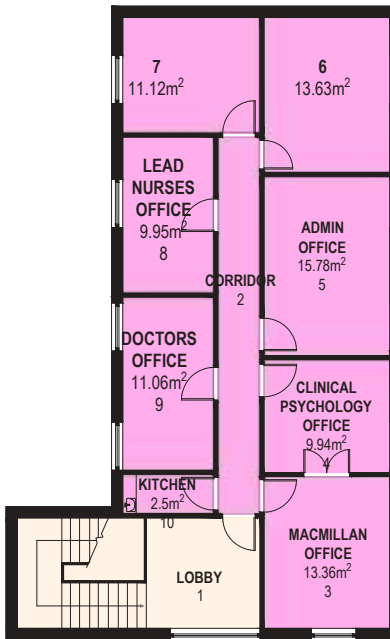 7
11.12m²
6
13.63m²
LEAD
NURSES
OFFICE
9.95m²
8
ADMIN
OFFICE
15.78m²
5
CORRIDOR
2
DOCTORS
OFFICE
11.06m²
9
CLINICAL
PSYCHOLOGY
OFFICE
9.94m²
4
KITCHEN
2.5m²
10
MACMILLAN
OFFICE
13.36m²
3
LOBBY
1